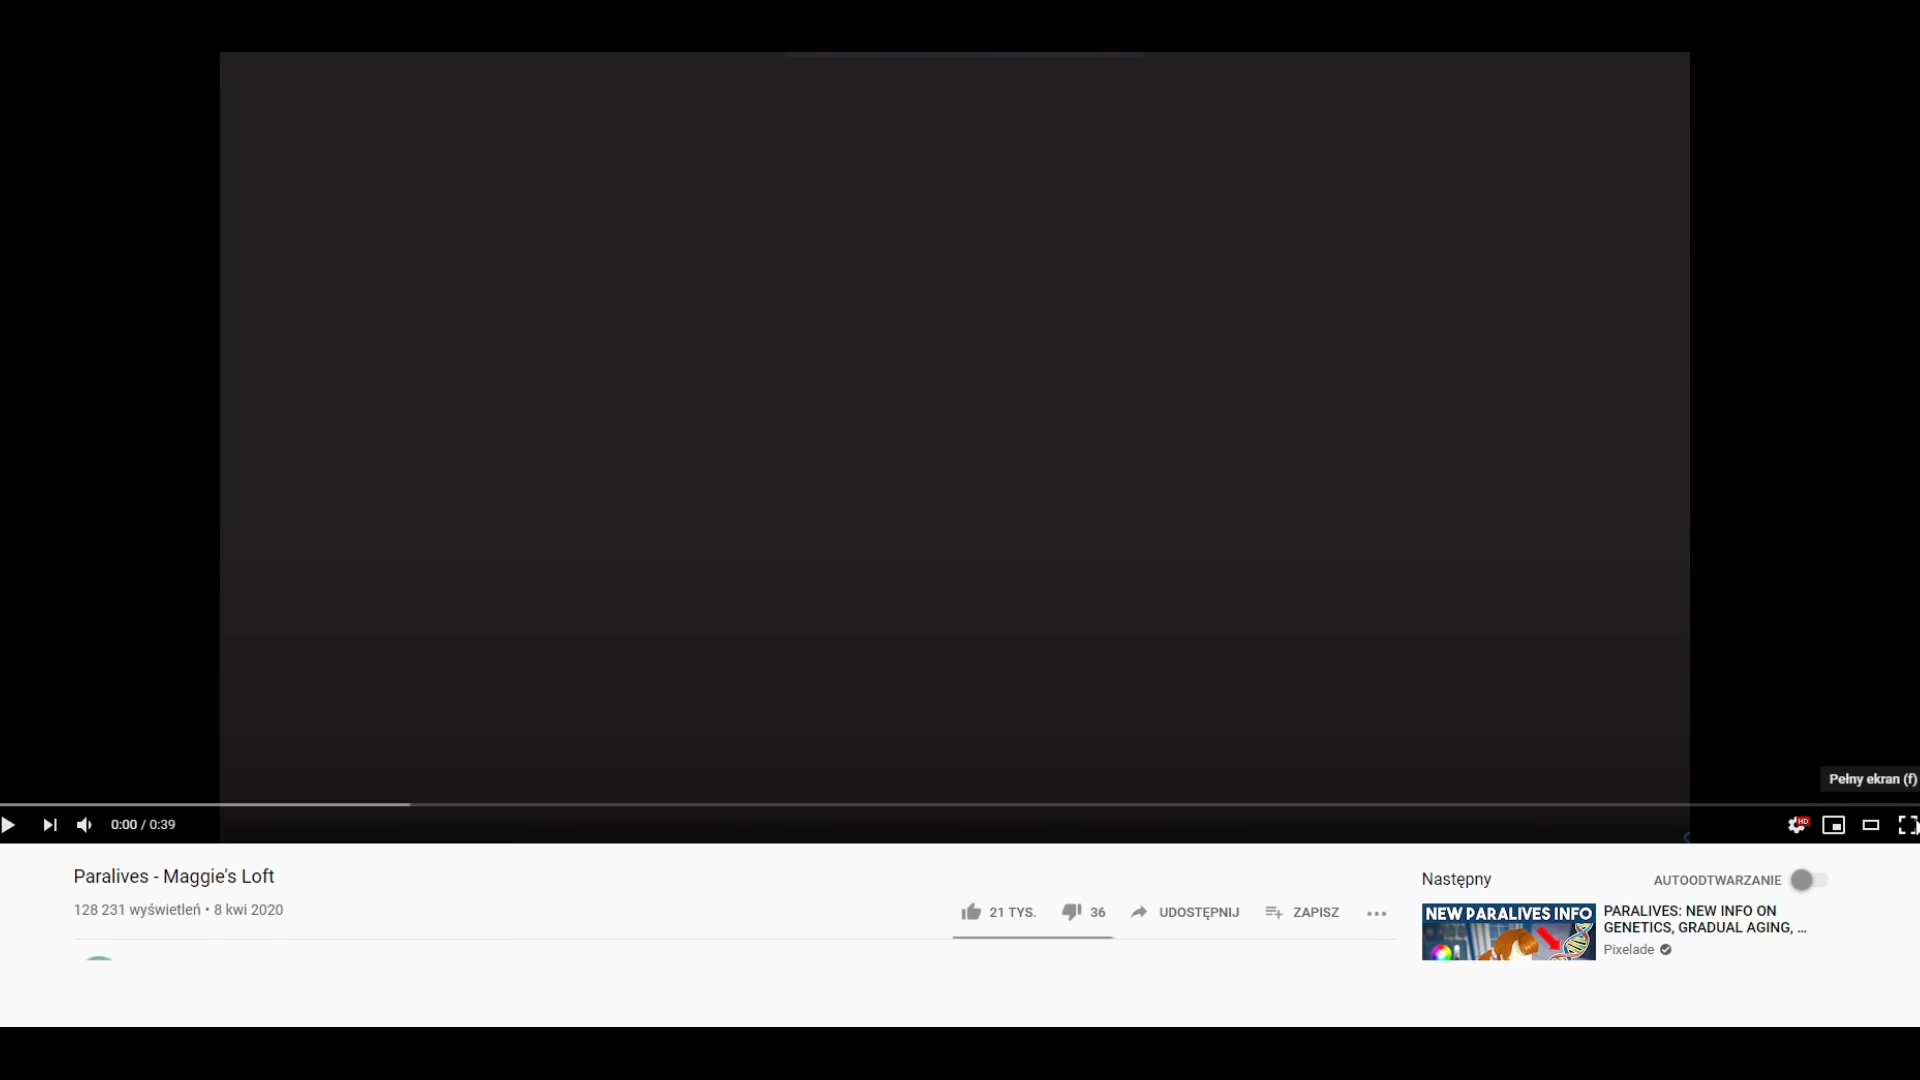 Pełny ekran (f)
0:00 / 0:39
HD
Paralives - Maggie's Loft
128 231 wyświetleń • 8 kwi 2020
21 TYS.
36
UDOSTĘPNIJ
ZAPISZ
Następny
AUTOODTWARZANIE
NEW PARALIVES INFO
PARALIVES: NEW INFO ON
GENETICS, GRADUAL AGING, ...
Pixelade